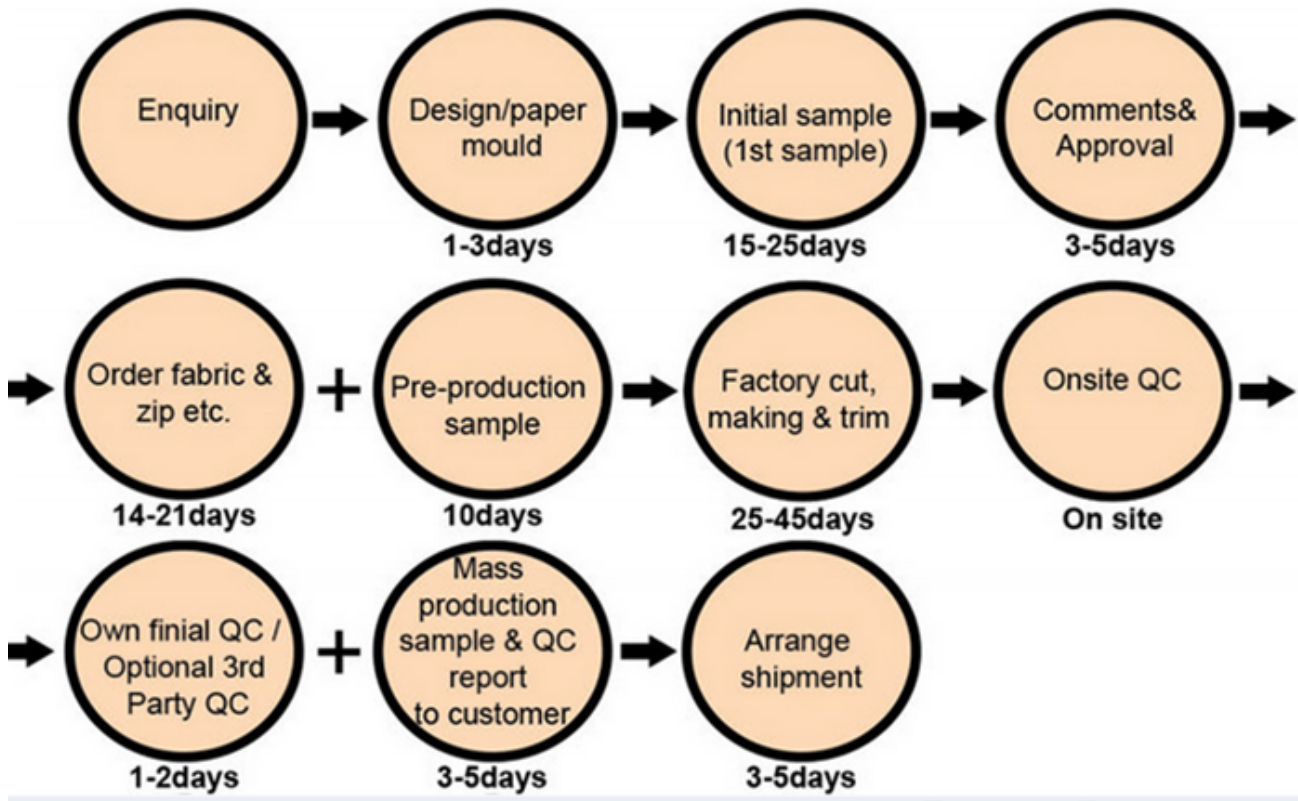 Enquiry
Design/paper
mould
1-3days
Initial sample
(1st sample)
15-25days
Comments&
Approval
3-5days
Order fabric &
zip etc.
14-21days
Pre-production
sample
10days
Factory cut,
making & trim
25-45days
Onsite QC
On site
Own finial QC /
Optional 3rd
Party QC
1-2days
Mass
production
sample & QC
report
to customer
3-5days
Arrange
shipment
3-5days